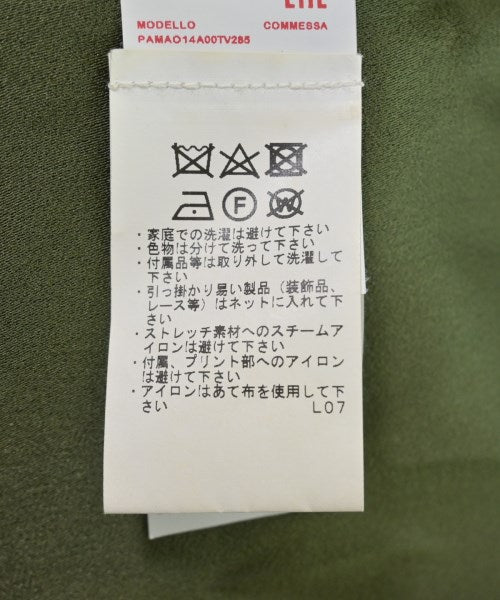 MODELLO COMMESSA
PAMAO14A00TV285
・家庭での洗濯は避けて下さい
・色物は分けて洗って下さい
・付属品等は取り外して洗濯して
下さい
・引っ掛かり易い製品（装飾品、
レース等）はネットに入れて下
さい
・ストレッチ素材へのスチームア
イロンは避けて下さい
・付属、プリント部へのアイロン
は避けて下さい
・アイロンはあて布を使用して下
さい L07